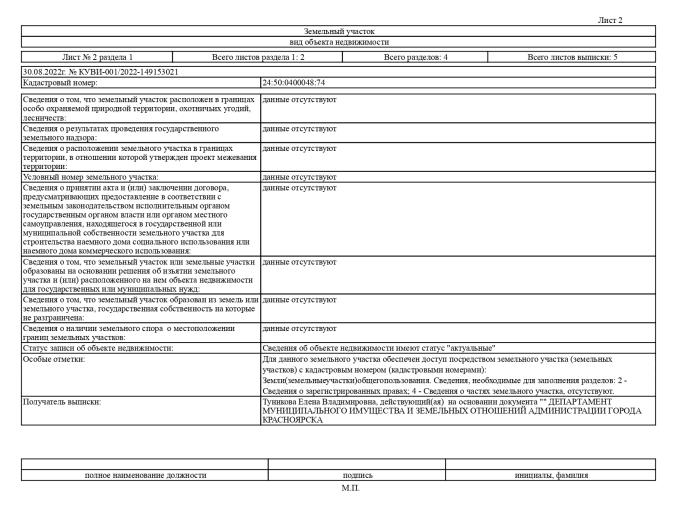 Лист 2
Земельный участок
вид объекта недвижимости
Лист № 2 раздела 1
Всего листов раздела 1: 2
Всего разделов: 4
Всего листов выписки: 5
30.08.2022г. № КУВИ-001/2022-149153021
Кадастровый номер:
24:50:0400048:74
Сведения о том, что земельный участок расположен в границах
особо охраняемой природной территории, охотничьих угодий,
лесничеств:
данные отсутствуют
Сведения о результатах проведения государственного
земельного надзора:
данные отсутствуют
Сведения о расположении земельного участка в границах
территории, в отношении которой утвержден проект межевания
территории:
данные отсутствуют
Условный номер земельного участка:
данные отсутствуют
Сведения о принятии акта и (или) заключении договора,
предусматривающих предоставление в соответствии с
земельным законодательством исполнительным органом
государственным органом власти или органом местного
самоуправления, находящегося в государственной или
муниципальной собственности земельного участка для
строительства наемного дома социального использования или
наемного дома коммерческого использования:
данные отсутствуют
Сведения о том, что земельный участок или земельные участки
образованы на основании решения об изъятии земельного
участка и (или) расположенного на нем объекта недвижимости
для государственных или муниципальных нужд:
данные отсутствуют
Сведения о том, что земельный участок образован из земель или
земельного участка, государственная собственность на которые
не разграничена:
данные отсутствуют
Сведения о наличии земельного спора о местоположении
границ земельных участков:
данные отсутствуют
Статус записи об объекте недвижимости:
Сведения об объекте недвижимости имеют статус "актуальные"
Особые отметки:
Для данного земельного участка обеспечен доступ посредством земельного участка (земельных
участков) с кадастровым номером (кадастровыми номерами):
Земли(земельныеучастки)общегопользования. Сведения, необходимые для заполнения разделов: 2 -
Сведения о зарегистрированных правах; 4 - Сведения о частях земельного участка, отсутствуют.
Получатель выписки:
Туникова Елена Владимировна, действующий(ая) на основании документа "" ДЕПАРТАМЕНТ
МУНИЦИПАЛЬНОГО ИМУЩЕСТВА И ЗЕМЕЛЬНЫХ ОТНОШЕНИЙ АДМИНИСТРАЦИИ ГОРОДА
КРАСНОЯРСКА
полное наименование должности
подпись
инициалы, фамилия
М.П.